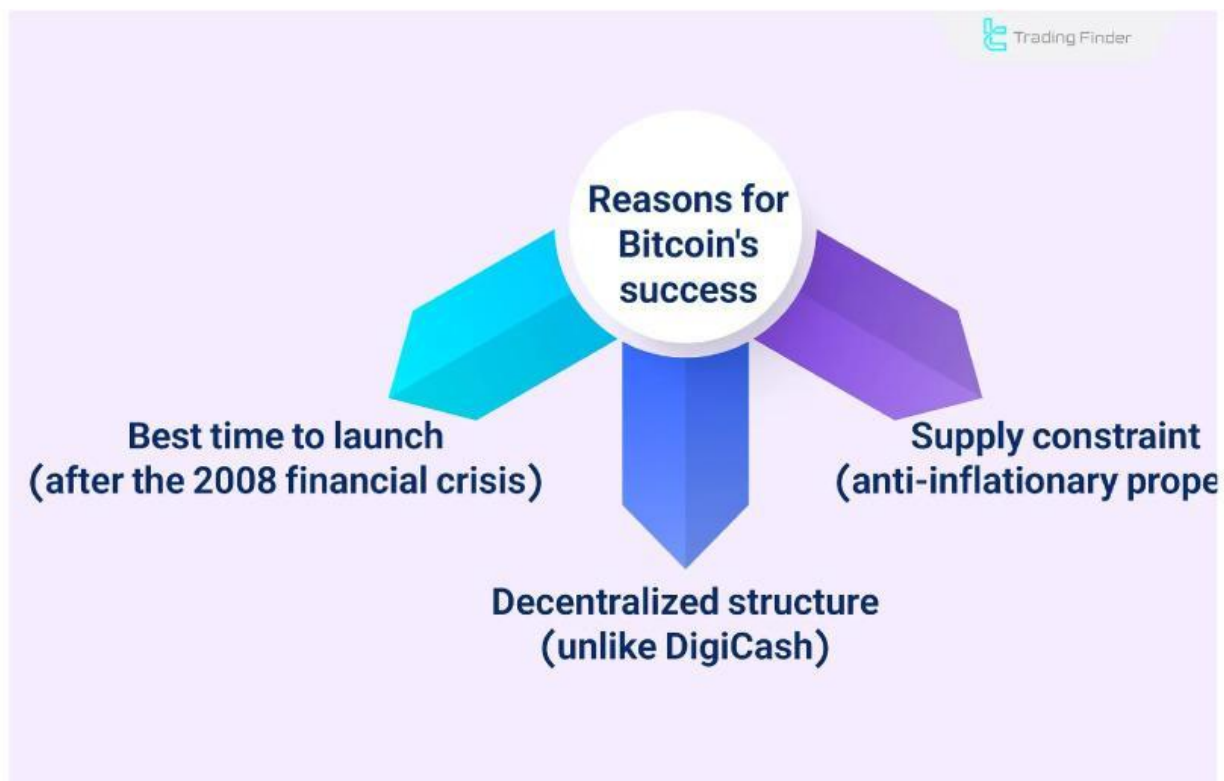 Trading Finder
Reasons for
Bitcoin's
success
Best time to launch
(after the 2008 financial crisis)
Supply constraint
(anti-inflationary prope
Decentralized structure
(unlike DigiCash)